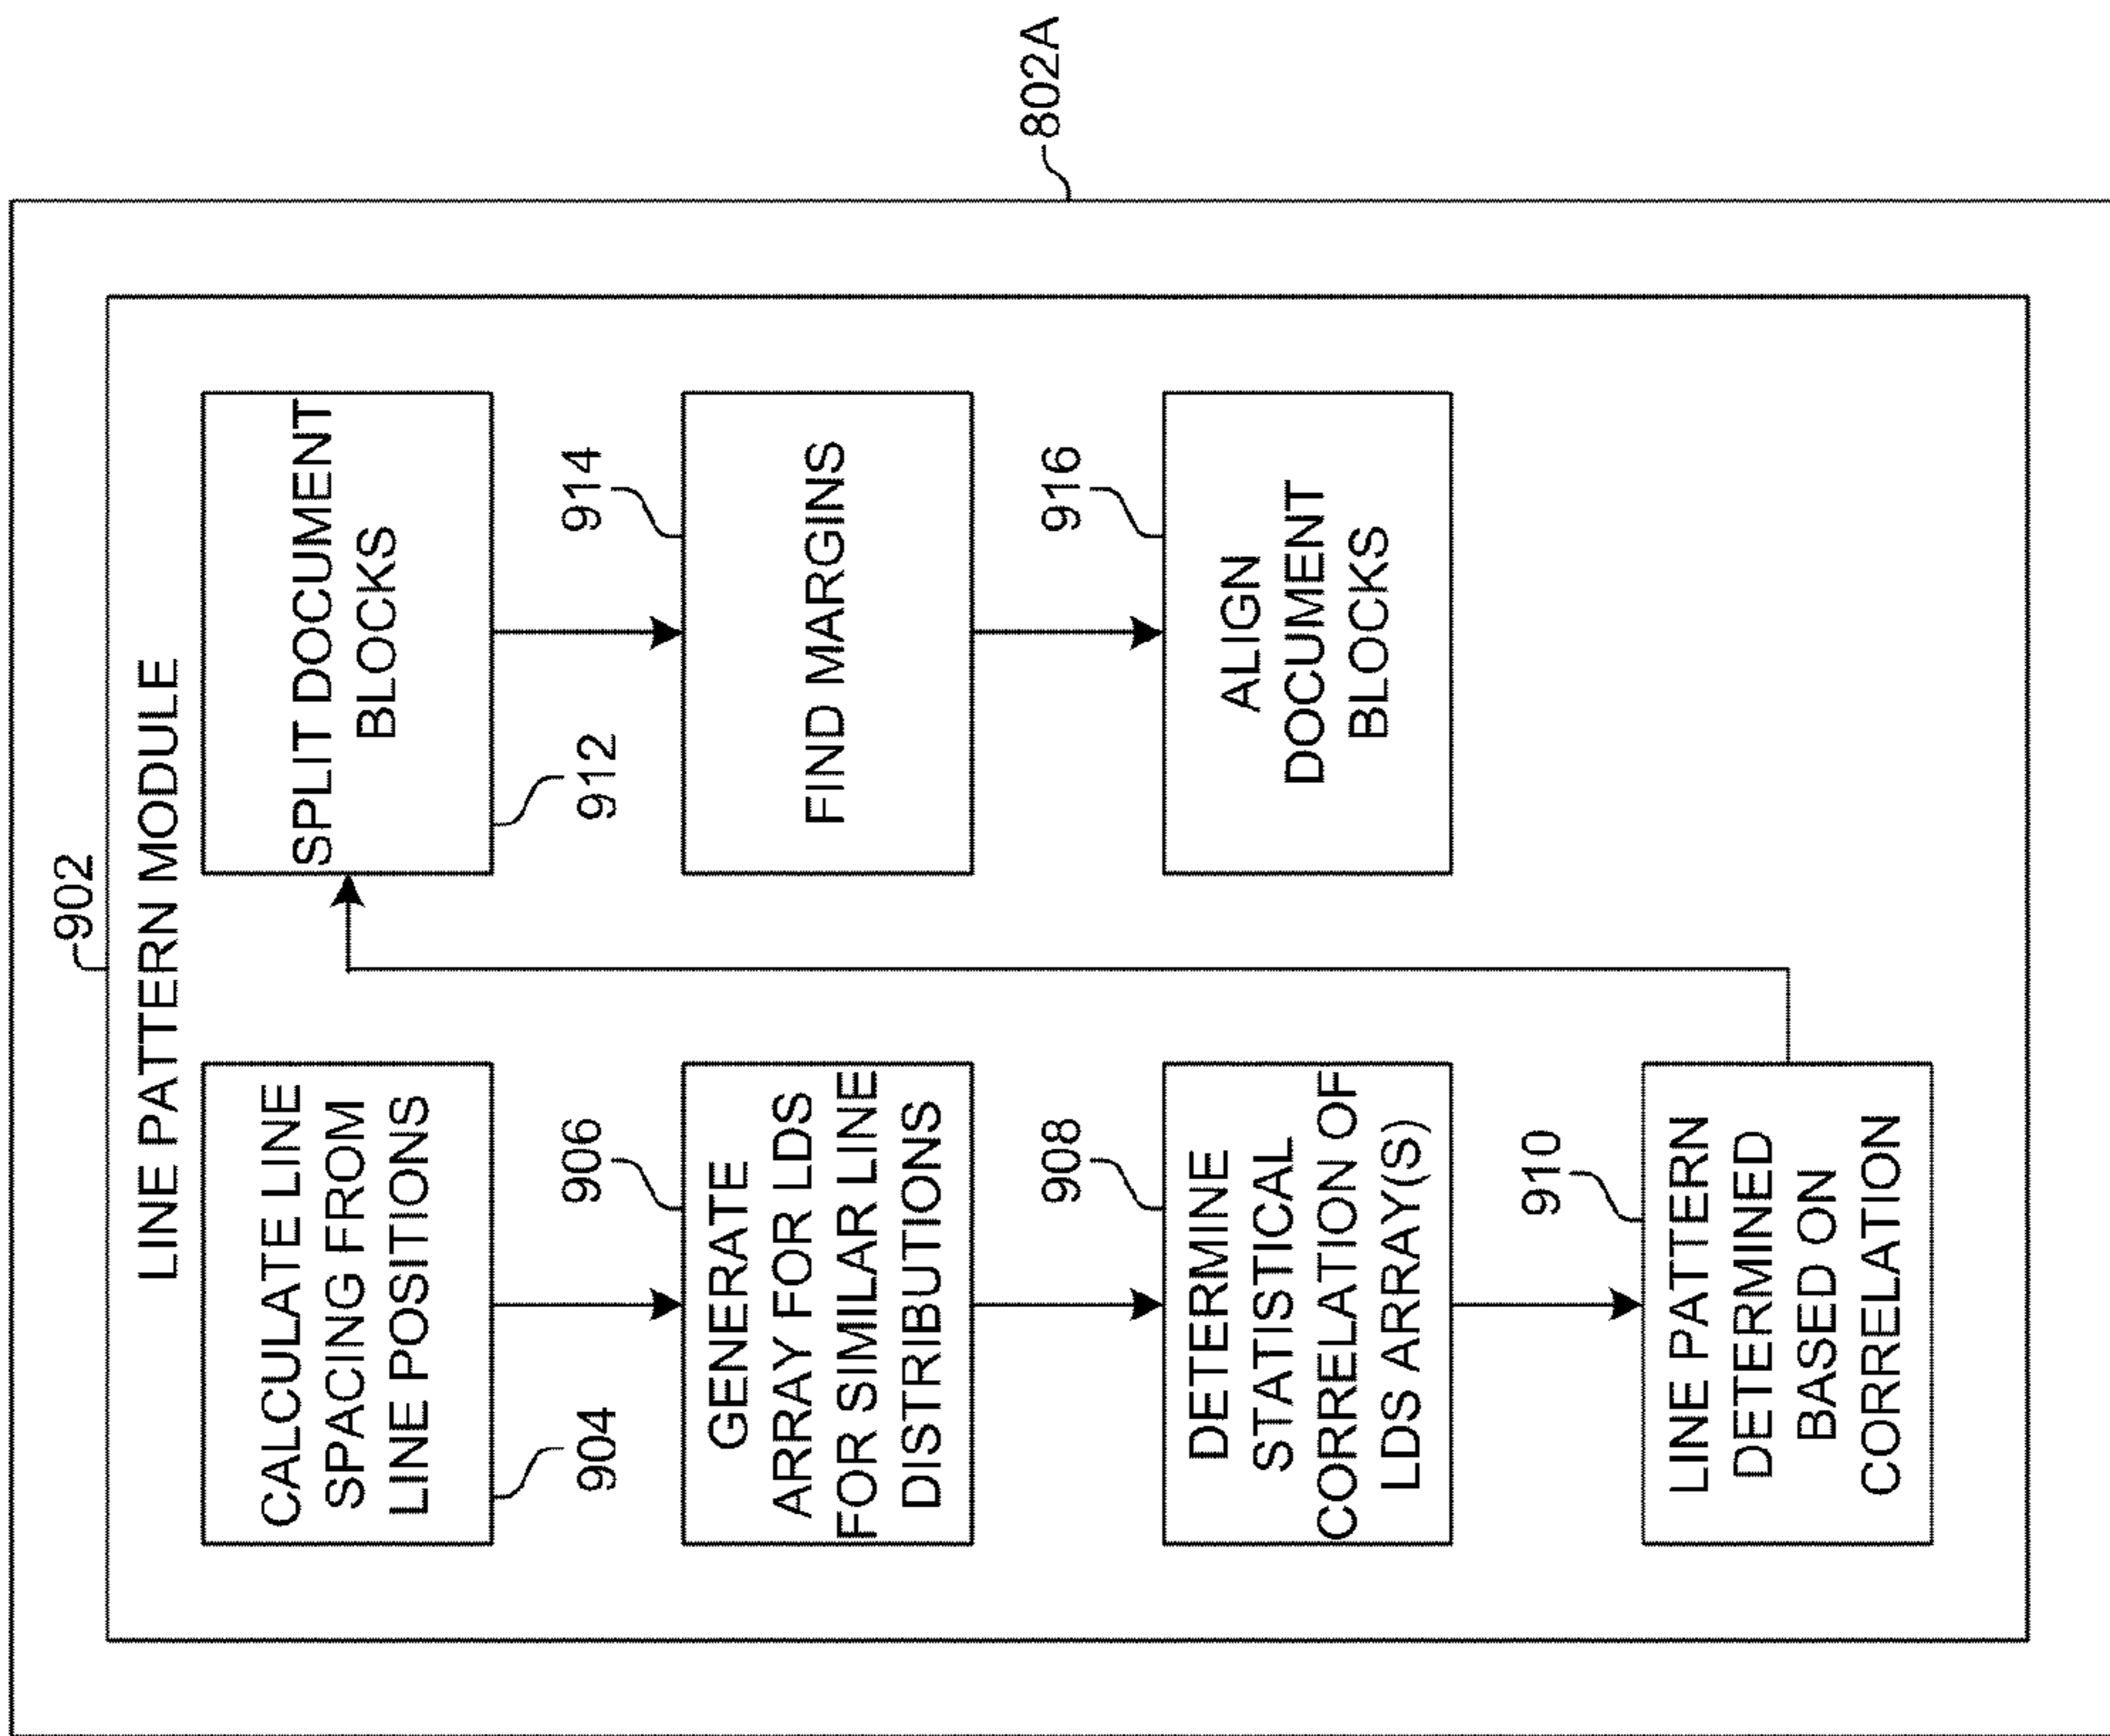 802A
902
LINE PATTERN MODULE
CALCULATE LINE
SPACING FROM
LINE POSITIONS
904
906
GENERATE
ARRAY FOR LDS
FOR SIMILAR LINE
DISTRIBUTIONS
908
DETERMINE
STATISTICAL
CORRELATION OF
LDS ARRAY(S)
910
LINE PATTERN
DETERMINED
BASED ON
CORRELATION
SPLIT DOCUMENT
BLOCKS
912
914
FIND MARGINS
916
ALIGN
DOCUMENT
BLOCKS